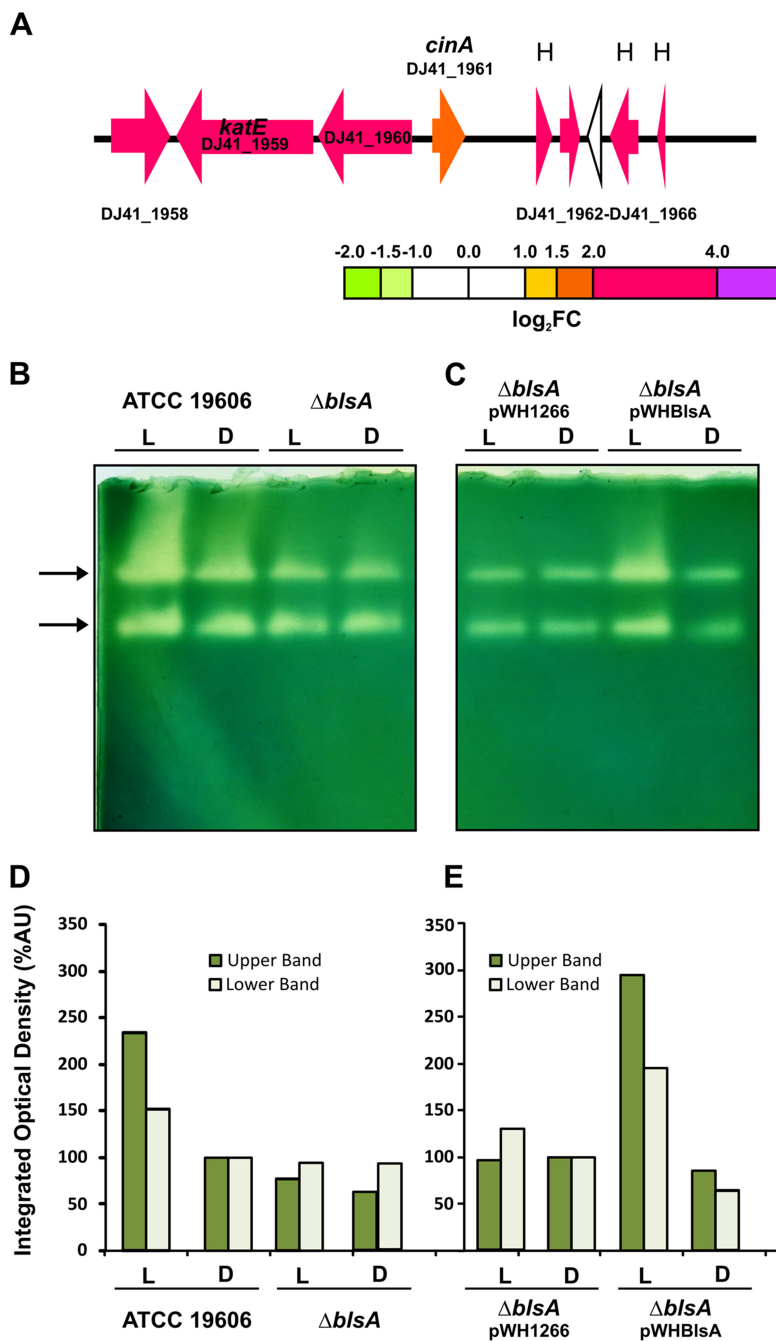 A
cinA
DJ41_1961
H H H
katE
DJ41_1959
DJ41_1960
DJ41_1958
DJ41_1962-DJ41_1966
-2.0 -1.5 -1.0 0.0 1.0 2.0 4.0
log₂FC
B
ATCC 19606 ΔblsA
L D L D
C
ΔblsA ΔblsA
pWH1266 pWHBlsA
L D L D
D
Integrated Optical Density (%AU)
350
300
250
200
150
100
50
0
Upper Band
Lower Band
L D L D
ATCC 19606 ΔblsA
E
350
300
250
200
150
100
50
0
Upper Band
Lower Band
L D L D
ΔblsA ΔblsA
pWH1266 pWHBlsA